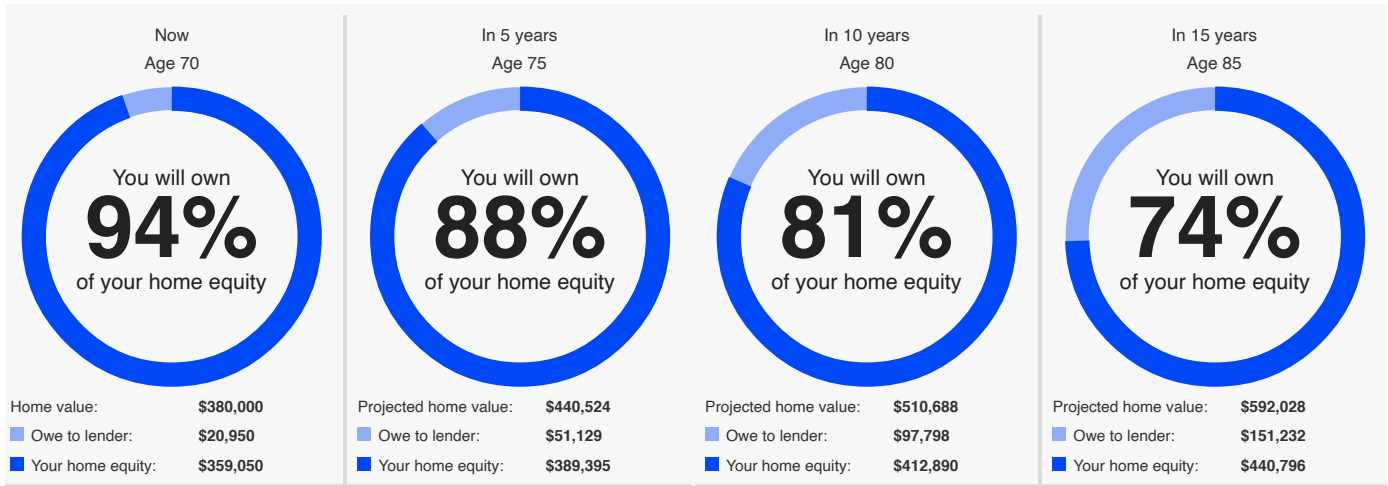 Now
Age 70
You will own
94%
of your home equity
Home value: $380,000
Owe to lender: $20,950
Your home equity: $359,050
In 5 years
Age 75
You will own
88%
of your home equity
Projected home value: $440,524
Owe to lender: $51,129
Your home equity: $389,395
In 10 years
Age 80
You will own
81%
of your home equity
Projected home value: $510,688
Owe to lender: $97,798
Your home equity: $412,890
In 15 years
Age 85
You will own
74%
of your home equity
Projected home value: $592,028
Owe to lender: $151,232
Your home equity: $440,796